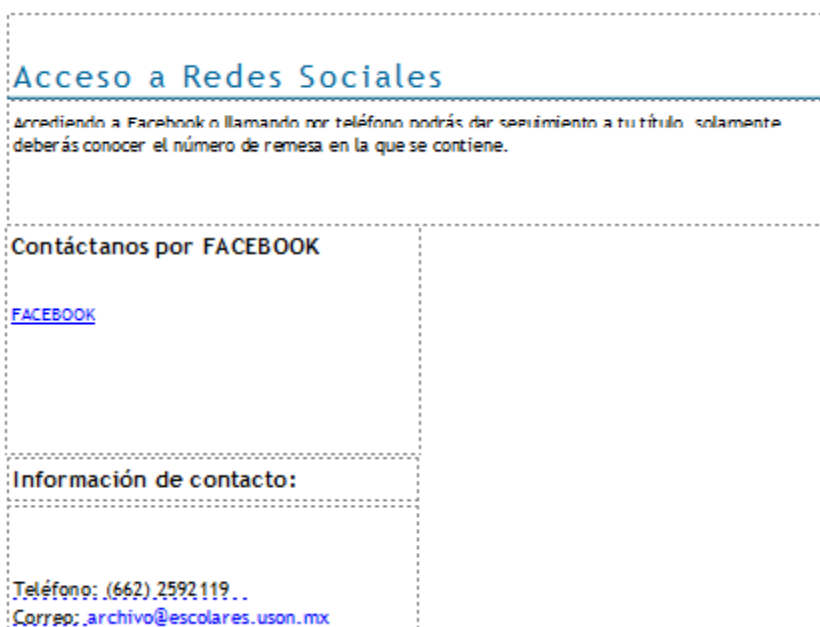 Acceso a Redes Sociales
Accediendo a Facebook o llamando por teléfono podrás dar seguimiento a tu título, solamente
deberás conocer el número de remesa en la que se contiene.
Contáctanos por FACEBOOK
FACEBOOK
Información de contacto:
Teléfono: (662) 2592119
Correo: archivo@escolares.uson.mx